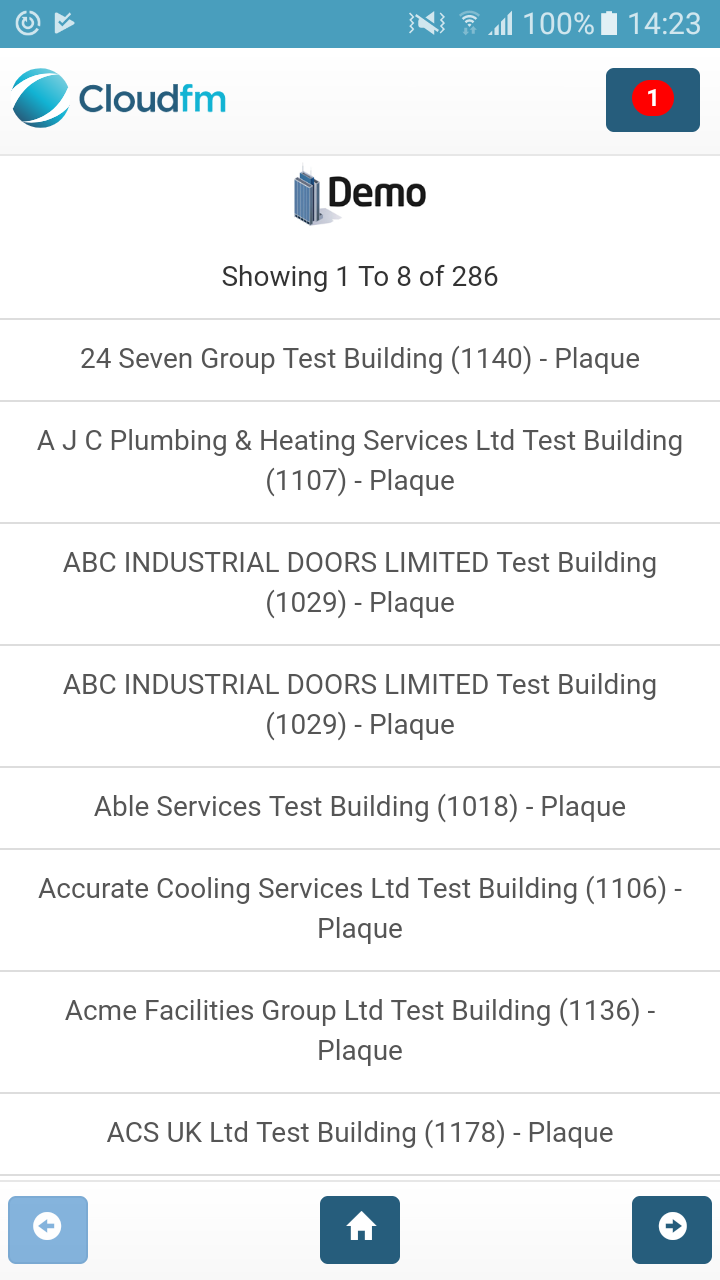 100% 14:23
Cloudfm
1
Demo
Showing 1 To 8 of 286
24 Seven Group Test Building (1140) - Plaque
A J C Plumbing & Heating Services Ltd Test Building
(1107) - Plaque
ABC INDUSTRIAL DOORS LIMITED Test Building
(1029) - Plaque
ABC INDUSTRIAL DOORS LIMITED Test Building
(1029) - Plaque
Able Services Test Building (1018) - Plaque
Accurate Cooling Services Ltd Test Building (1106) -
Plaque
Acme Facilities Group Ltd Test Building (1136) -
Plaque
ACS UK Ltd Test Building (1178) - Plaque